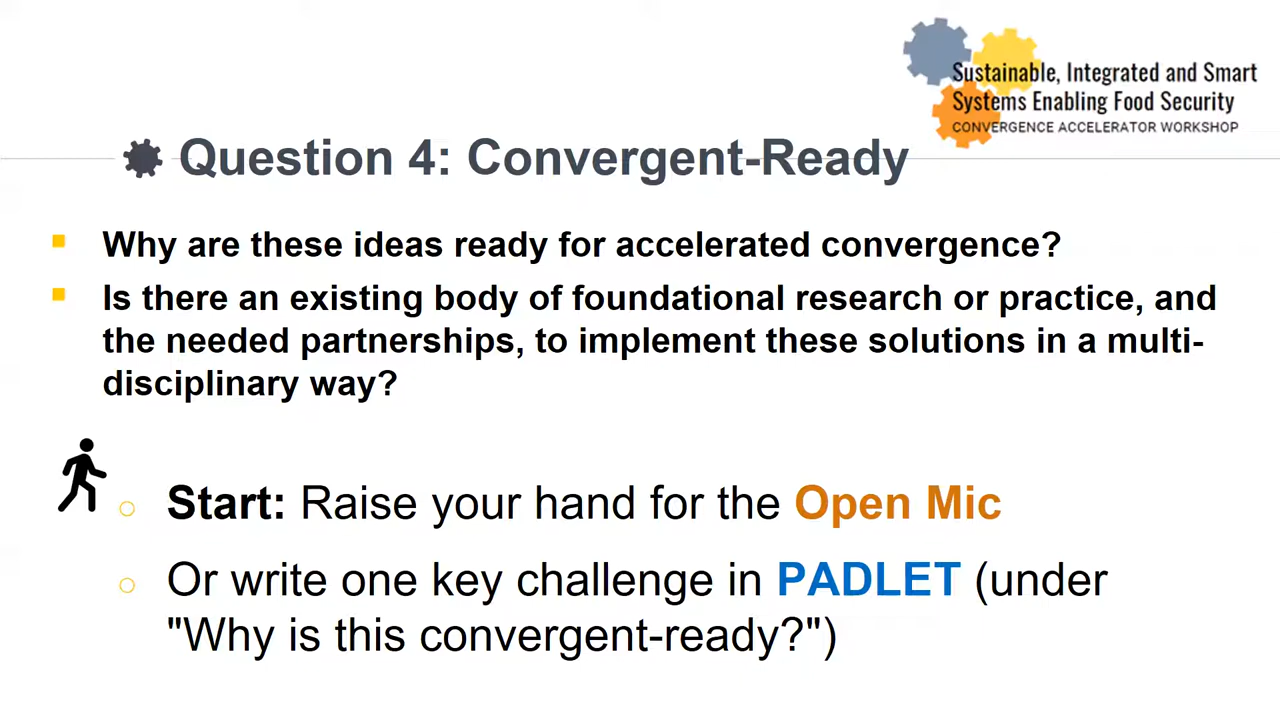 Sustainable, Integrated and Smart
Systems Enabling Food Security
CONVERGENCE ACCELERATOR WORKSHOP
Question 4: Convergent-Ready
Why are these ideas ready for accelerated convergence?
Is there an existing body of foundational research or practice, and
the needed partnerships, to implement these solutions in a multi-
disciplinary way?
Start: Raise your hand for the Open Mic
Or write one key challenge in PADLET (under
"Why is this convergent-ready?")